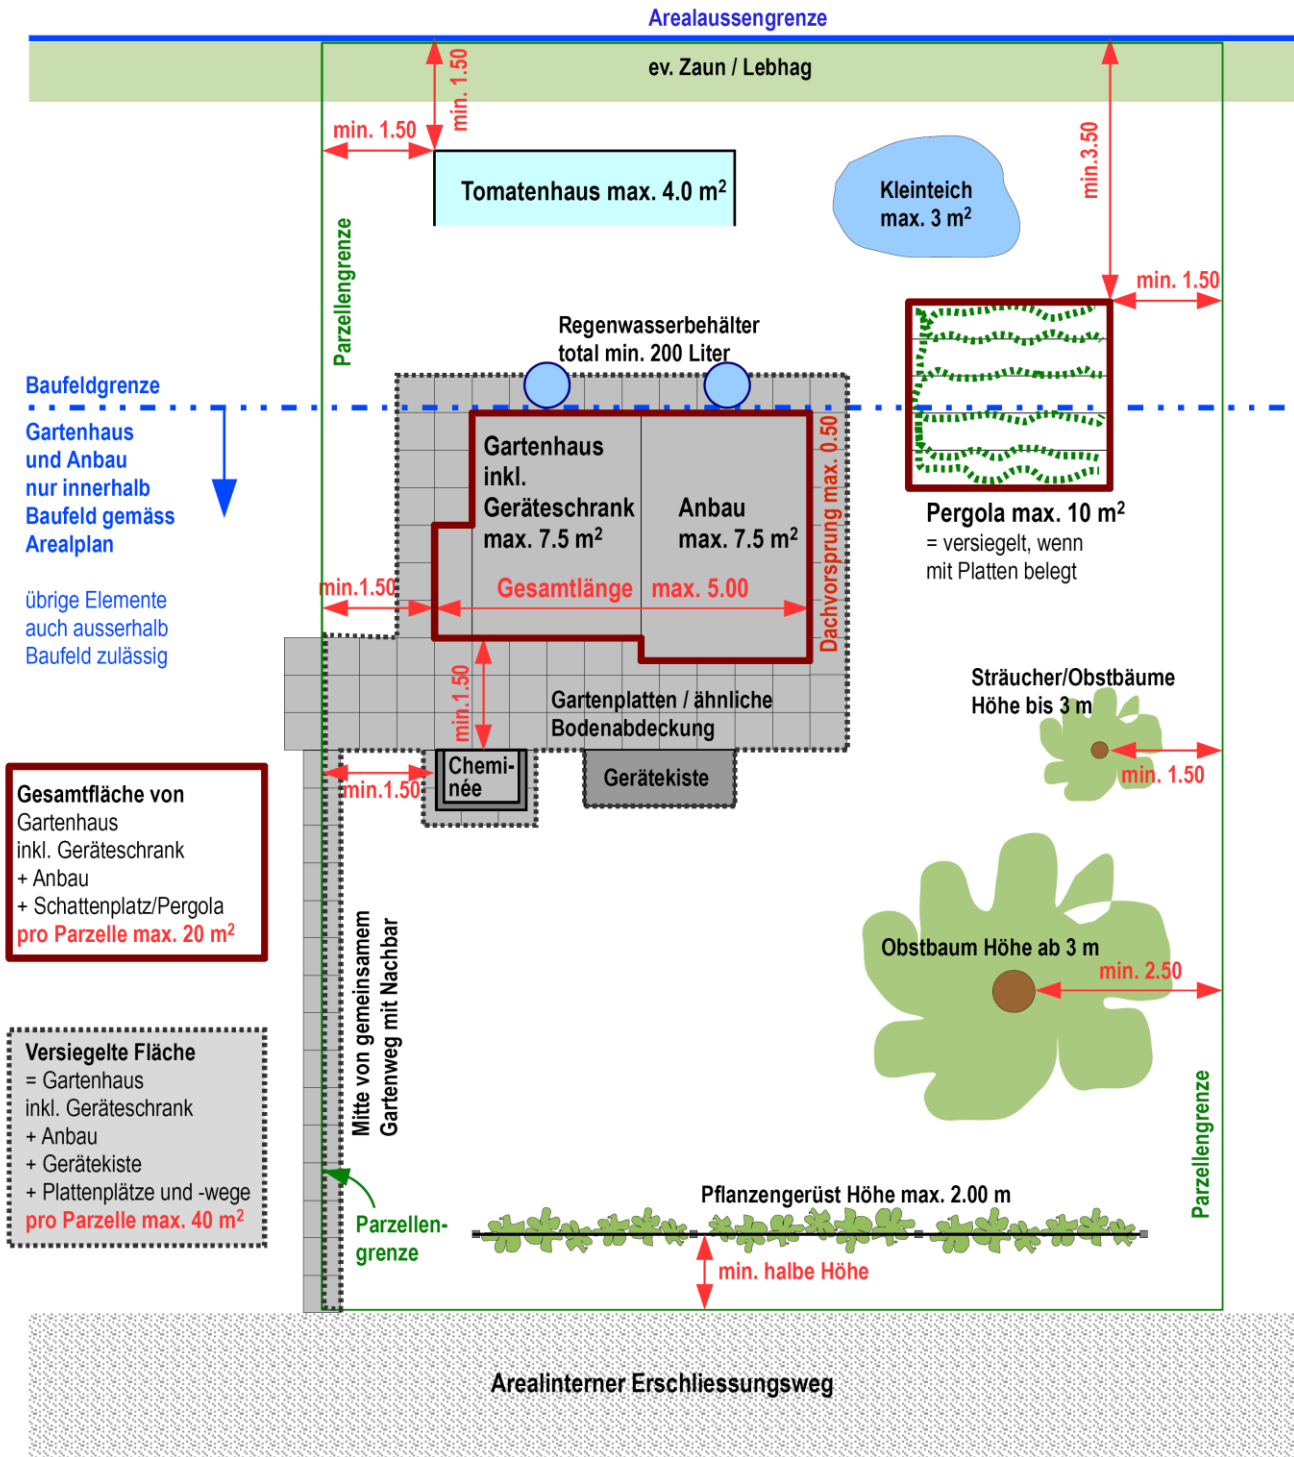 Arealaussengrenze
ev. Zaun / Lebhag
min. 1.50
min. 1.50
min.3.50
Tomatenhaus max. 4.0 m²
Kleinteich
max. 3 m²
Parzellengrenze
min. 1.50
Regenwasserbehälter
total min. 200 Liter
Baufeldgrenze
Gartenhaus
und Anbau
nur innerhalb
Baufeld gemäss
Arealplan
übrige Elemente
auch ausserhalb
Baufeld zulässig
Gartenhaus
inkl.
Geräteschrank
max. 7.5 m²
Anbau
max. 7.5 m²
Dachvorsprung max. 0.50
Pergola max. 10 m²
= versiegelt, wenn
mit Platten belegt
min.1.50
Gesamtlänge max. 5.00
min.1.50
Gartenplatten / ähnliche
Bodenabdeckung
Sträucher/Obstbäume
Höhe bis 3 m
min. 1.50
min.1.50
Chemi-
née
Gerätekiste
Gesamtfläche von
Gartenhaus
inkl. Geräteschrank
+ Anbau
+ Schattenplatz/Pergola
pro Parzelle max. 20 m²
Mitte von gemeinsamem
Gartenweg mit Nachbar
Obstbaum Höhe ab 3 m
min. 2.50
Versiegelte Fläche
= Gartenhaus
inkl. Geräteschrank
+ Anbau
+ Gerätekiste
+ Plattenplätze und -wege
pro Parzelle max. 40 m²
Parzellengrenze
Parzellen-
grenze
Pflanzengerüst Höhe max. 2.00 m
min. halbe Höhe
Arealinterner Erschliessungsweg